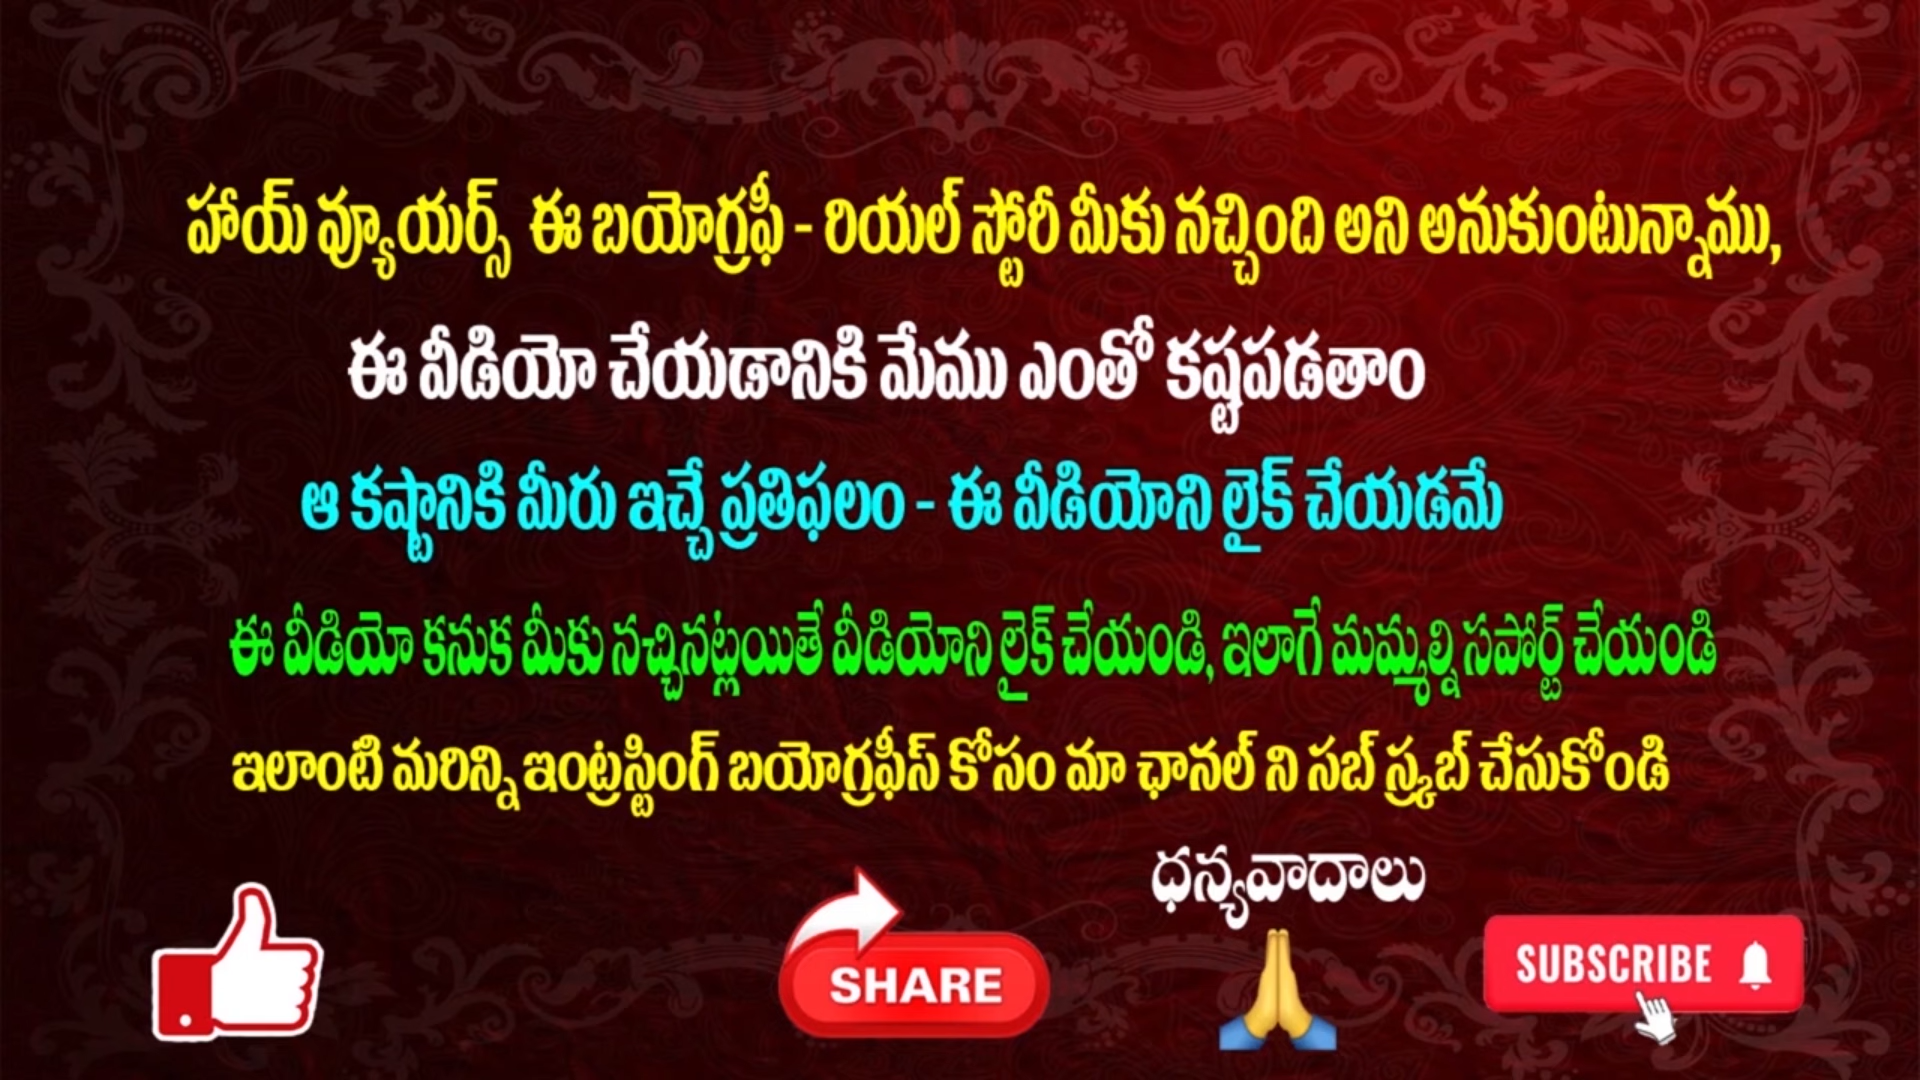 హాయ్ వ్యూయర్స్ ఈ బయోగ్రఫీ - రియల్ స్టోరీ మీకు నచ్చింది అని అనుకుంటున్నాము,
ఈ వీడియో చేయడానికి మేము ఎంతో కష్టపడతాం
ఆ కష్టానికి మీరు ఇచ్చే ప్రతిఫలం - ఈ వీడియోని లైక్ చేయడమే
ఈ వీడియో కనుక మీకు నచ్చినట్లయితే వీడియోని లైక్ చేయండి, ఇలాగే మమ్మల్ని సపోర్ట్ చేయండి
ఇలాంటి మరిన్ని ఇంట్రస్టింగ్ బయోగ్రఫీస్ కోసం మా ఛానల్ ని సబ్ స్క్రబ్ చేసుకోండి
ధన్యవాదాలు
SHARE
SUBSCRIBE